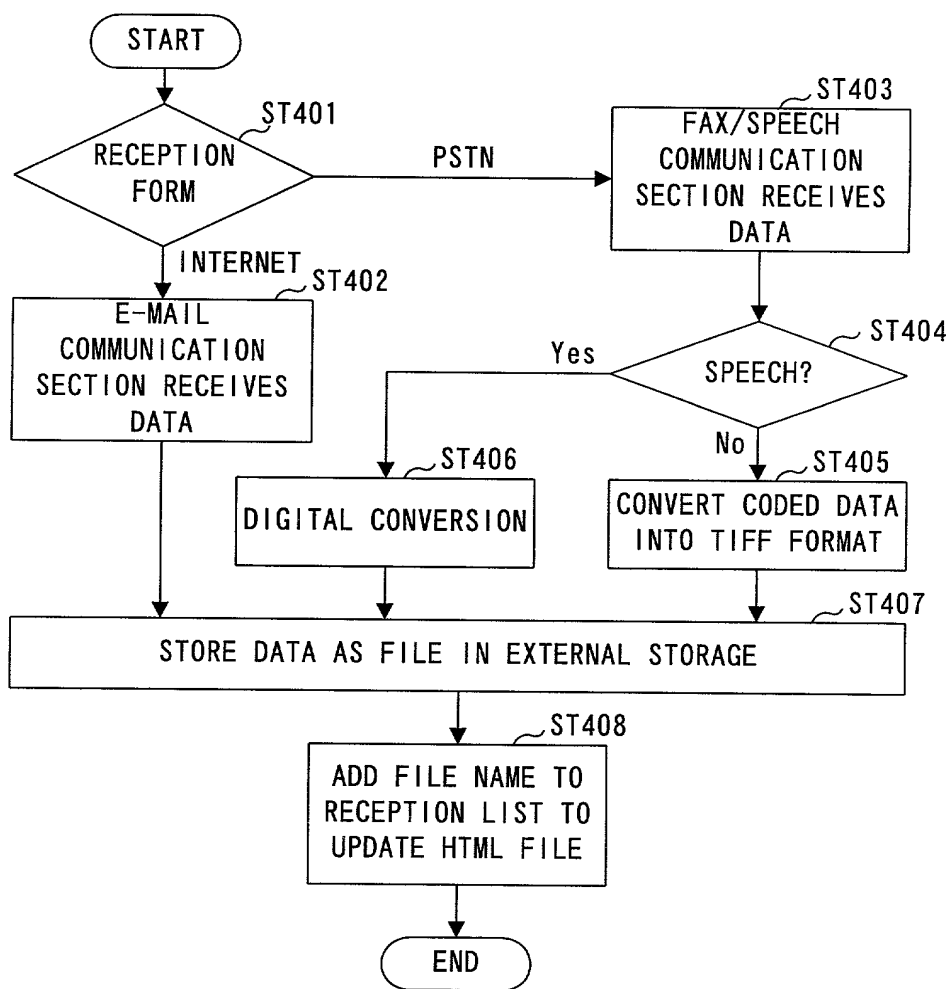 START
ST401
RECEPTION
FORM
PSTN
ST403
FAX/SPEECH
COMMUNICATION
SECTION RECEIVES
DATA
INTERNET
ST402
E-MAIL
COMMUNICATION
SECTION RECEIVES
DATA
ST404
SPEECH?
Yes
No
ST406
DIGITAL CONVERSION
ST405
CONVERT CODED DATA
INTO TIFF FORMAT
ST407
STORE DATA AS FILE IN EXTERNAL STORAGE
ST408
ADD FILE NAME TO
RECEPTION LIST TO
UPDATE HTML FILE
END